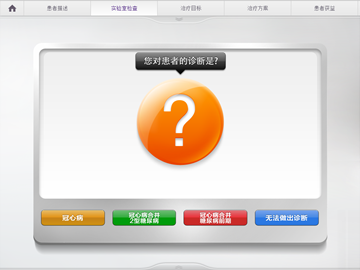 患者描述
实验室检查
治疗目标
治疗方案
患者获益
您对患者的诊断是?
?
冠心病
冠心病合并
2型糖尿病
冠心病合并
糖尿病前期
无法做出诊断